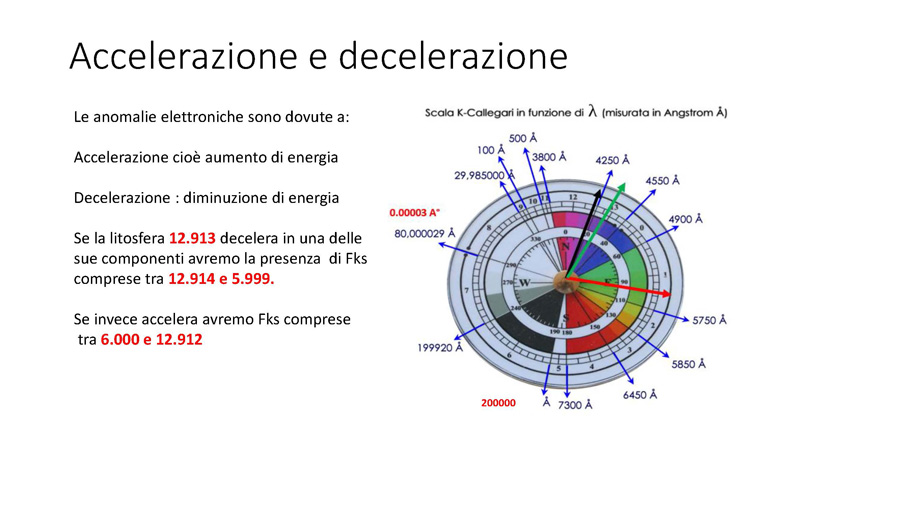 Accelerazione e decelerazione
Le anomalie elettroniche sono dovute a:
Accelerazione cioè aumento di energia
Decelerazione : diminuzione di energia
Se la litosfera 12.913 decelera in una delle
sue componenti avremo la presenza di Fks
comprese tra 12.914 e 5.999.
Se invece accelera avremo Fks comprese
tra 6.000 e 12.912
Scala K-Callegari in funzione di λ (misurata in Angstrom Å)
500 Å
100 Å
3800 Å
4250 Å
29,985000 Å
4550 Å
0.00003 A°
4900 Å
80,000029 Å
5750 Å
199920 Å
5850 Å
6450 Å
200000 Å
7300 Å
12
10
9
8
7
6
5
4
3
2
1
0
N
W
S
0
40
60
90
110
130
150
180
190
240
270
290
330